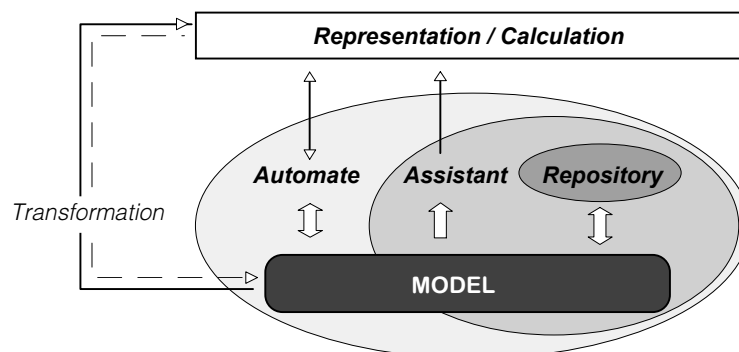 Representation / Calculation
Automate Assistant Repository
Transformation
MODEL